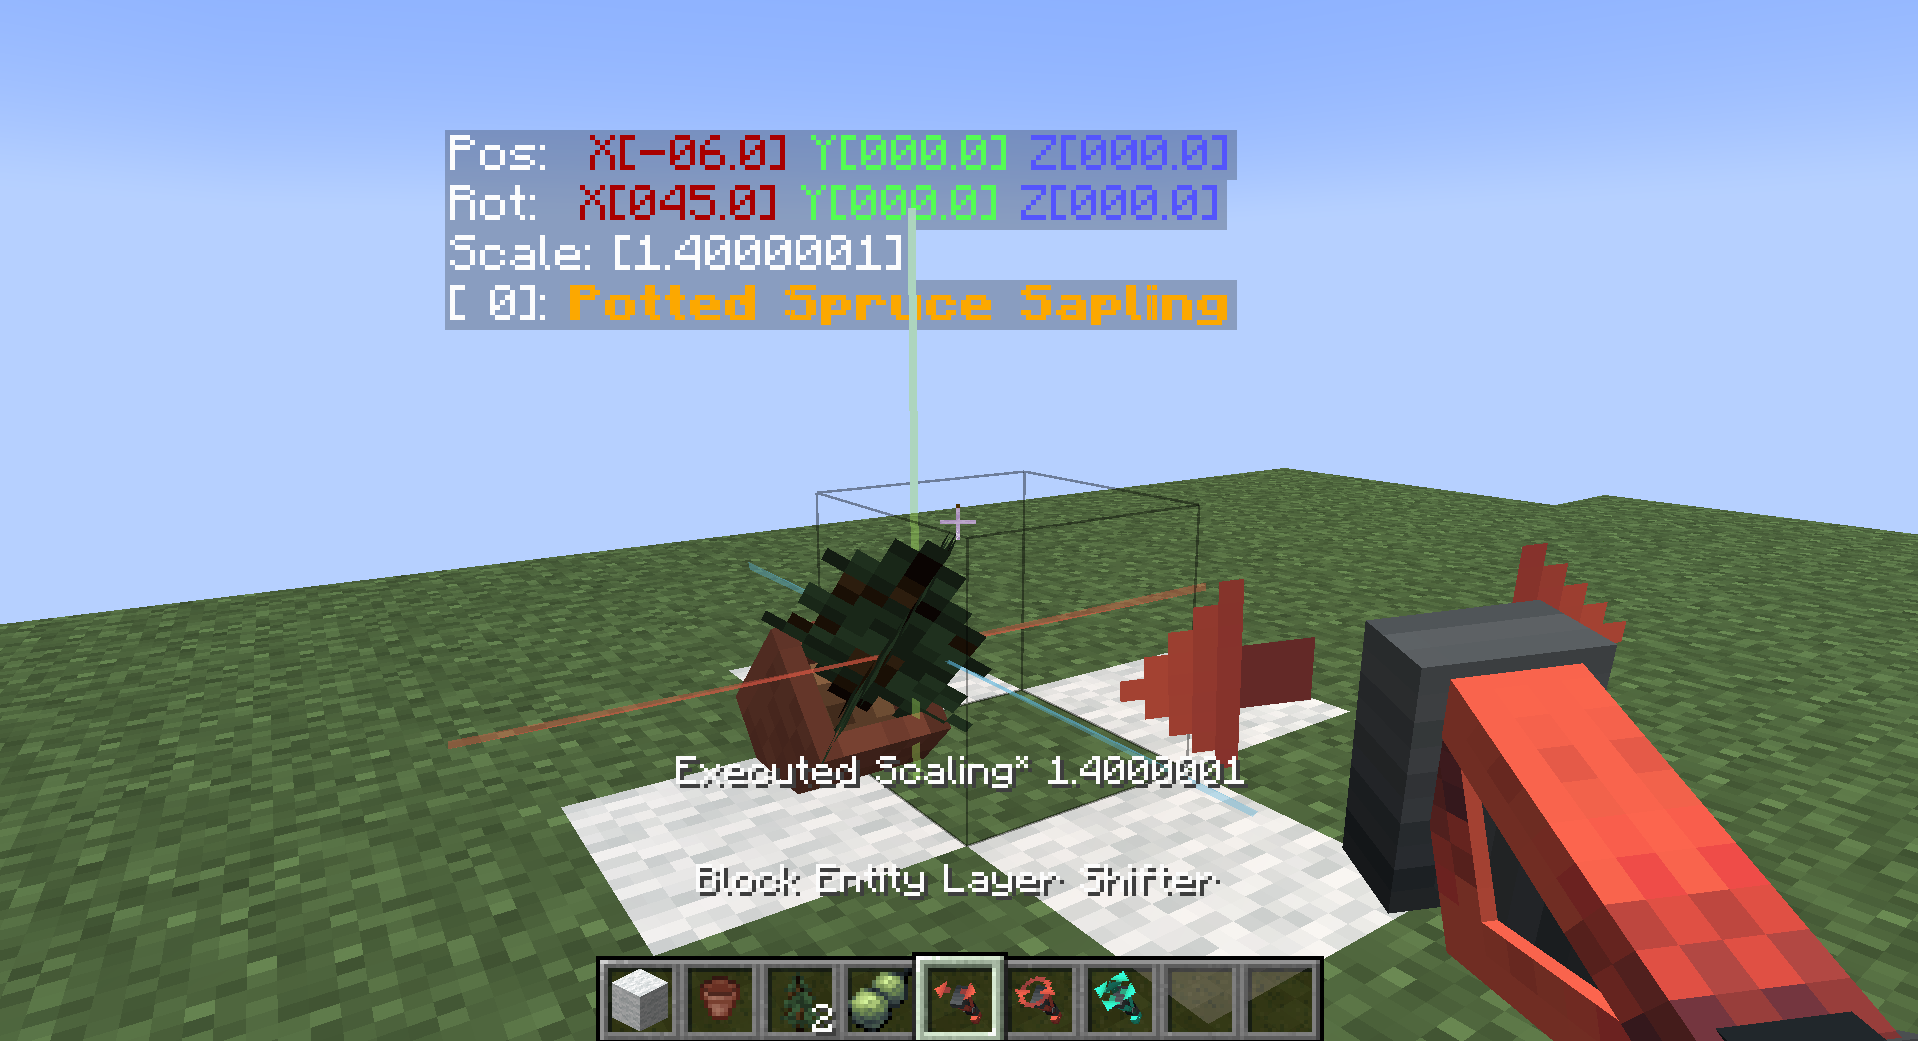 Pos: X[-06.0] Y[000.0] Z[000.0]
Rot: X[045.0] Y[000.0] Z[000.0]
Scale: [1.4000001]
[ 0]: Potted Spruce Sapling
Executed Scaling* 1.4000001
Block Entity Layer Shifter
2